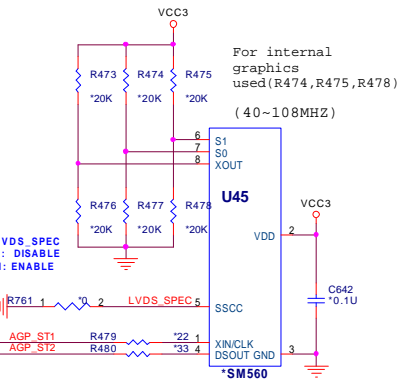 VCC3
For internal
graphics
used(R474,R475,R478)
(40~108MHZ)
R473 R474 R475
*20K *20K *20K
6 S1
7 S0
8 XOUT
U45
R476 R477 R478
*20K *20K *20K
VCC3
VDD 2
VDS_SPEC
: DISABLE
: ENABLE
C642
*0.1U
R761 1 *0 2 LVDS_SPEC 5 SSCC
AGP_ST1 R479 *22 1 XIN/CLK
AGP_ST2 R480 *33 4 DSOUT GND 3
*SM560